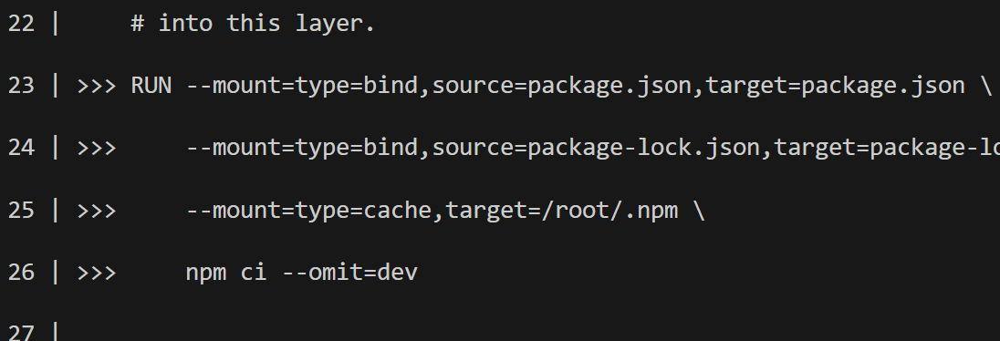 22 |     # into this layer.
23 | >>> RUN --mount=type=bind,source=package.json,target=package.json \
24 | >>>     --mount=type=bind,source=package-lock.json,target=package-lo
25 | >>>     --mount=type=cache,target=/root/.npm \
26 | >>>     npm ci --omit=dev
27 |